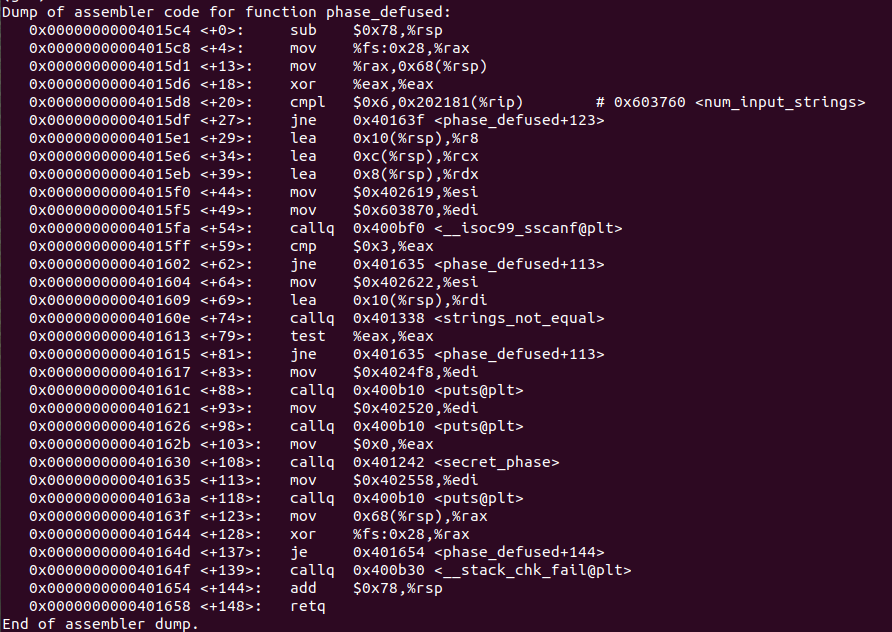 Dump of assembler code for function phase_defused:
   0x00000000004015c4 <+0>:     sub    $0x78,%rsp
   0x00000000004015c8 <+4>:     mov    %fs:0x28,%rax
   0x00000000004015d1 <+13>:    mov    %rax,0x68(%rsp)
   0x00000000004015d6 <+18>:    xor    %eax,%eax
   0x00000000004015d8 <+20>:    cmpl   $0x6,0x202181(%rip)        # 0x603760 <num_input_strings>
   0x00000000004015df <+27>:    jne    0x40163f <phase_defused+123>
   0x00000000004015e1 <+29>:    lea    0x10(%rsp),%r8
   0x00000000004015e6 <+34>:    lea    0xc(%rsp),%rcx
   0x00000000004015eb <+39>:    lea    0x8(%rsp),%rdx
   0x00000000004015f0 <+44>:    mov    $0x402619,%esi
   0x00000000004015f5 <+49>:    mov    $0x603870,%edi
   0x00000000004015fa <+54>:    callq  0x400bf0 <__isoc99_sscanf@plt>
   0x00000000004015ff <+59>:    cmp    $0x3,%eax
   0x0000000000401602 <+62>:    jne    0x401635 <phase_defused+113>
   0x0000000000401604 <+64>:    mov    $0x402622,%esi
   0x0000000000401609 <+69>:    lea    0x10(%rsp),%rdi
   0x000000000040160e <+74>:    callq  0x401338 <strings_not_equal>
   0x0000000000401613 <+79>:    test   %eax,%eax
   0x0000000000401615 <+81>:    jne    0x401635 <phase_defused+113>
   0x0000000000401617 <+83>:    mov    $0x4024f8,%edi
   0x000000000040161c <+88>:    callq  0x400b10 <puts@plt>
   0x0000000000401621 <+93>:    mov    $0x402520,%edi
   0x0000000000401626 <+98>:    callq  0x400b10 <puts@plt>
   0x000000000040162b <+103>:   mov    $0x0,%eax
   0x0000000000401630 <+108>:   callq  0x401242 <secret_phase>
   0x0000000000401635 <+113>:   mov    $0x402558,%edi
   0x000000000040163a <+118>:   callq  0x400b10 <puts@plt>
   0x000000000040163f <+123>:   mov    0x68(%rsp),%rax
   0x0000000000401644 <+128>:   xor    %fs:0x28,%rax
   0x000000000040164d <+137>:   je     0x401654 <phase_defused+144>
   0x000000000040164f <+139>:   callq  0x400b30 <__stack_chk_fail@plt>
   0x0000000000401654 <+144>:   add    $0x78,%rsp
   0x0000000000401658 <+148>:   retq
End of assembler dump.